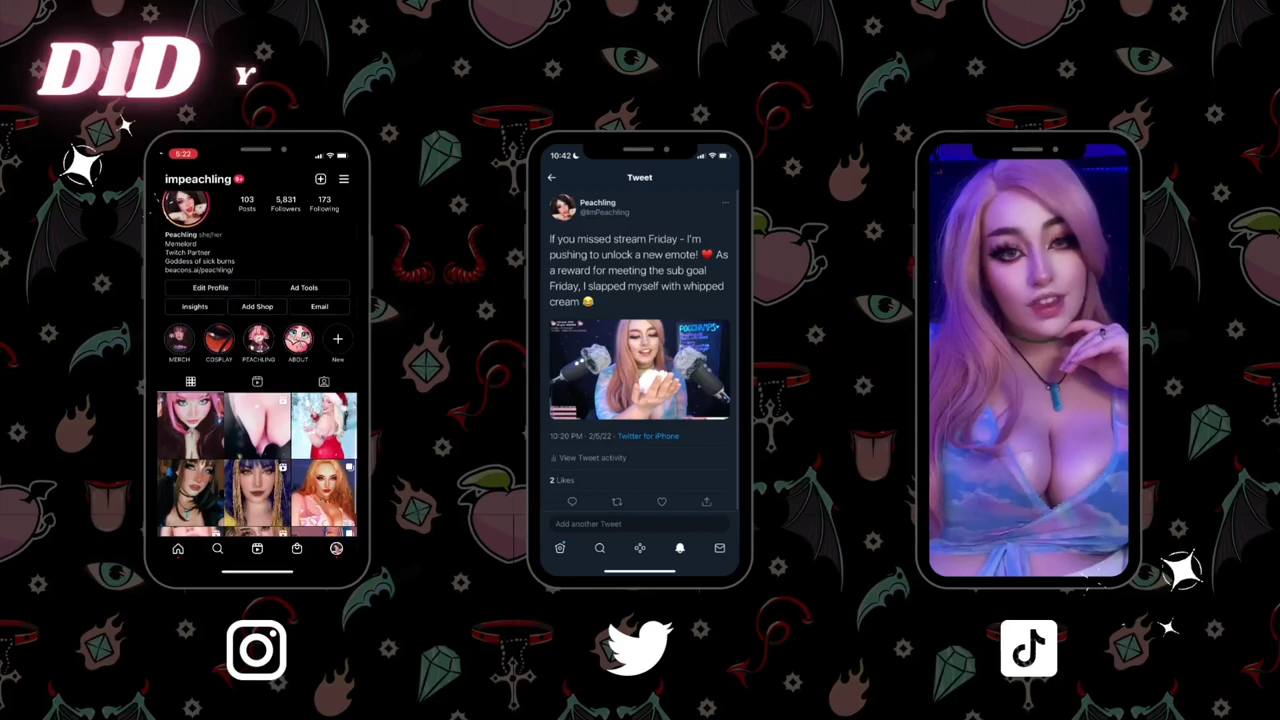 DID Y
5:22
impeachling 9+
103 5,831 173
Posts Followers Following
Peachling she/her
Memelord
Twitch Partner
Goddess of sick burns
beacons.ai/peachling/
Edit Profile Ad Tools
Insights Add Shop Email
MERCH COSPLAY PEACHLING ABOUT New
10:42
Tweet
Peachling
@ImPeachling
If you missed stream Friday - I'm
pushing to unlock a new emote! ❤️ As
a reward for meeting the sub goal
Friday, I slapped myself with whipped
cream 😂
POGCHAMPS
10:20 PM · 2/5/22 · Twitter for iPhone
View Tweet activity
2 Likes
Add another Tweet